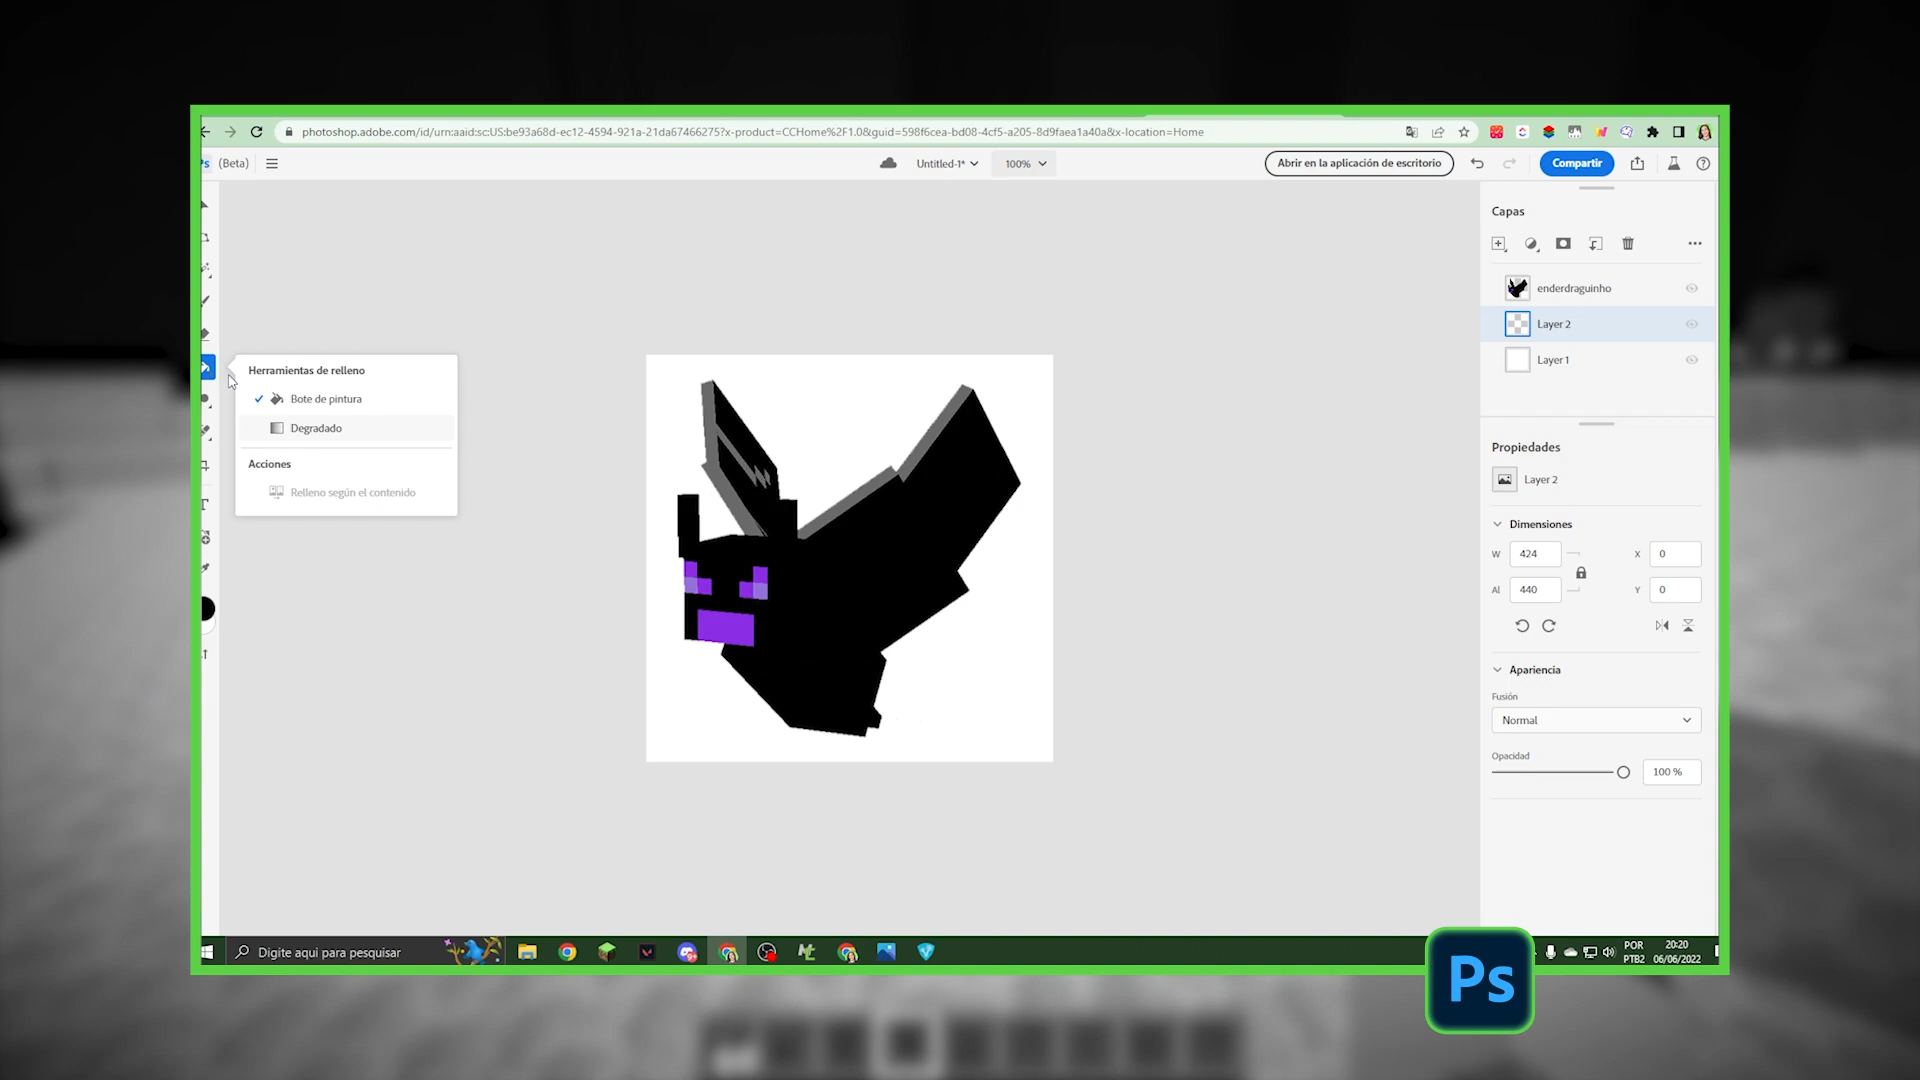 photoshop.adobe.com/id/urn:aaid:sc:US:be93a68d-ec12-4594-921a-21da67466275?x-product=CCHome%2F1.0&guid=598f6cea-bd08-4cf5-a205-8d9faea1a40a&x-location=Home
Ps (Beta)
Untitled-1*
100%
Abrir en la aplicación de escritorio
Compartir
Capas
enderdraguinho
Layer 2
Layer 1
Herramientas de relleno
Bote de pintura
Degradado
Acciones
Relleno según el contenido
Propiedades
Layer 2
Dimensiones
W 424 X 0
Al 440 Y 0
Apariencia
Fusión
Normal
Opacidad
100 %
Digite aqui para pesquisar
POR
PTB2
20:20
06/06/2022
Ps